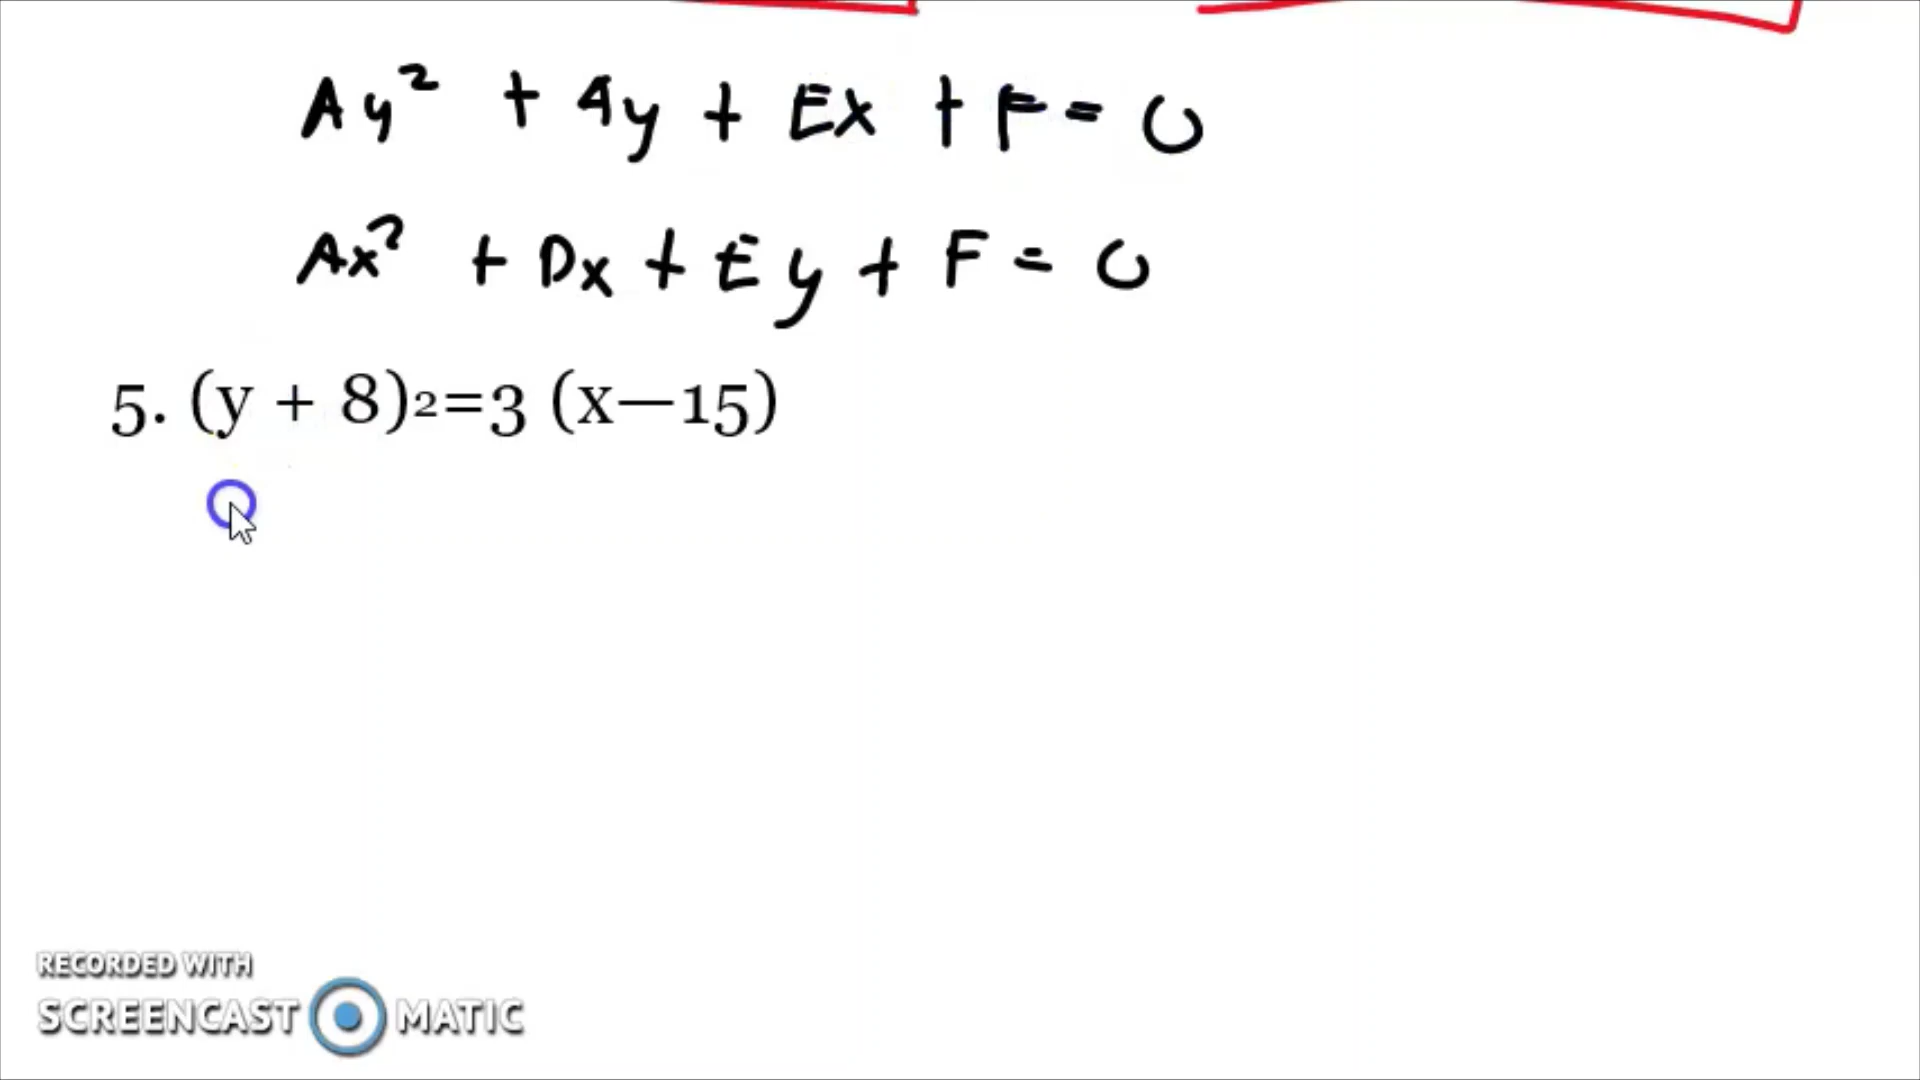 Ay² + 4y + Ex + F = 0
Ax² + Dx + Ey + F = 0
5. (y + 8)2=3 (x—15)
RECORDED WITH
SCREENCAST MATIC